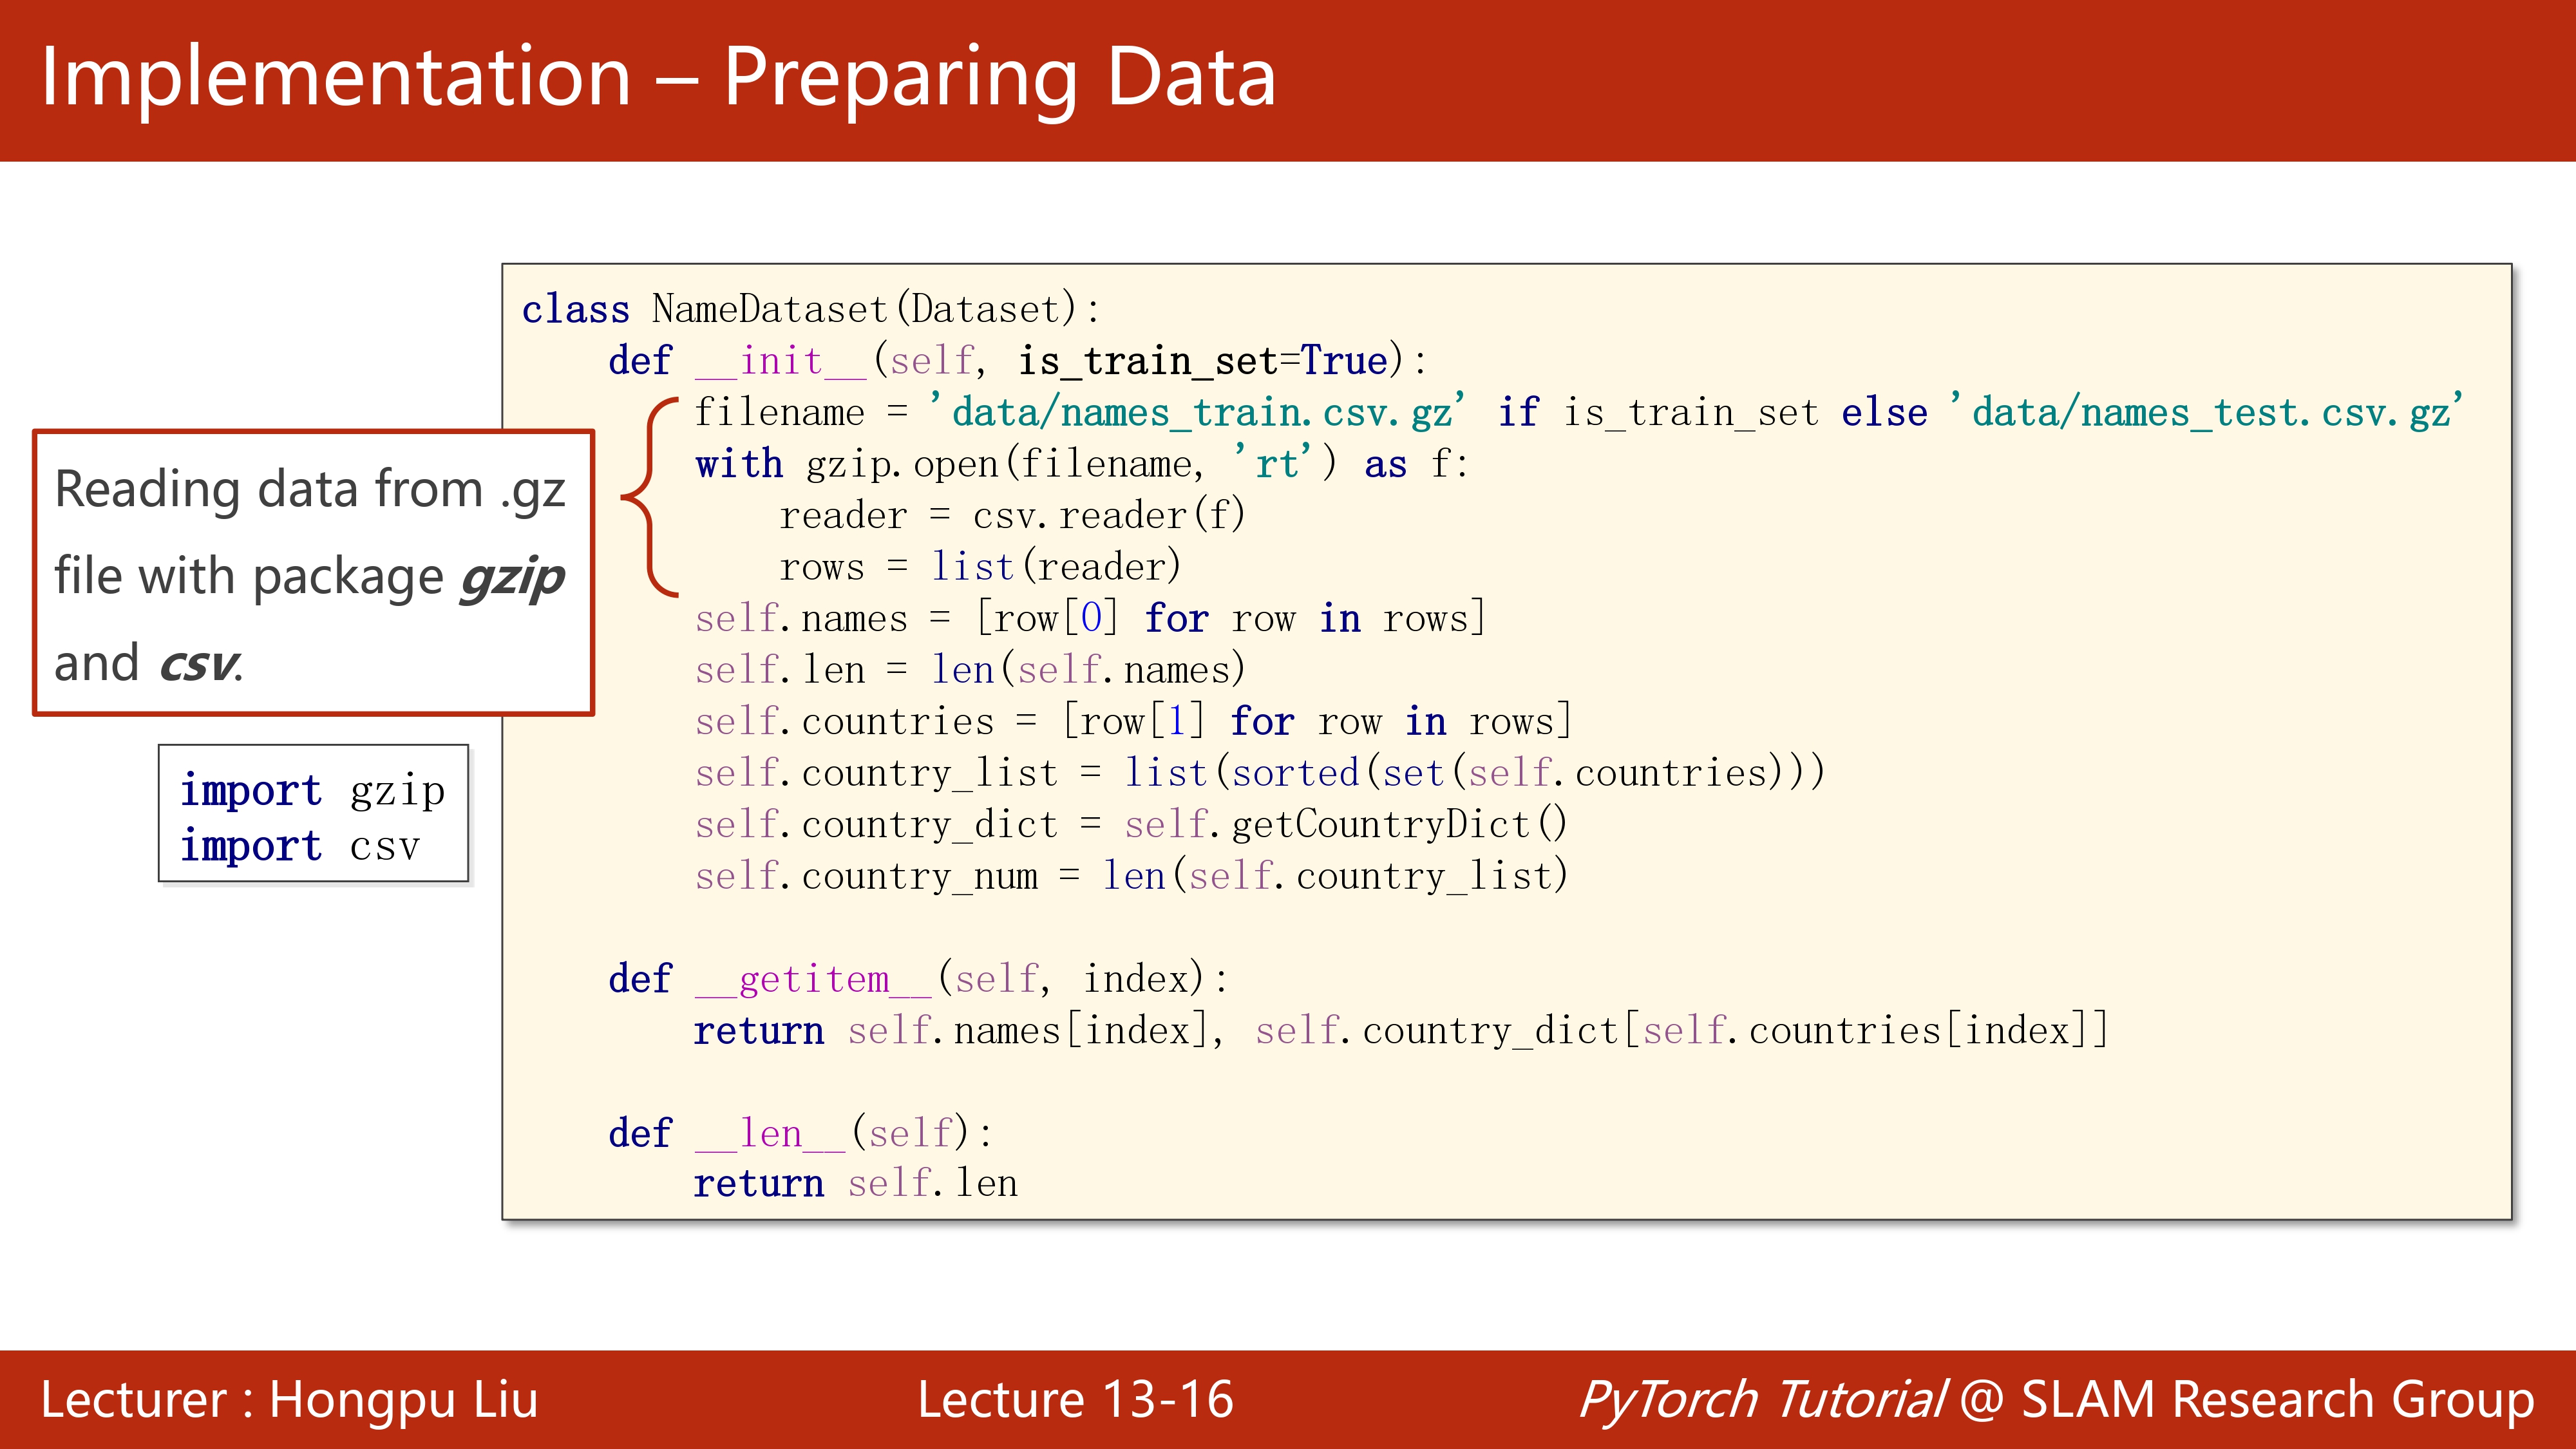 Implementation – Preparing Data
Reading data from .gz
file with package gzip
and csv.
import gzip
import csv
class NameDataset(Dataset):
    def __init__(self, is_train_set=True):
        filename = 'data/names_train.csv.gz' if is_train_set else 'data/names_test.csv.gz'
        with gzip.open(filename, 'rt') as f:
            reader = csv.reader(f)
            rows = list(reader)
        self.names = [row[0] for row in rows]
        self.len = len(self.names)
        self.countries = [row[1] for row in rows]
        self.country_list = list(sorted(set(self.countries)))
        self.country_dict = self.getCountryDict()
        self.country_num = len(self.country_list)
    def __getitem__(self, index):
        return self.names[index], self.country_dict[self.countries[index]]
    def __len__(self):
        return self.len
Lecturer : Hongpu Liu
Lecture 13-16
PyTorch Tutorial @ SLAM Research Group